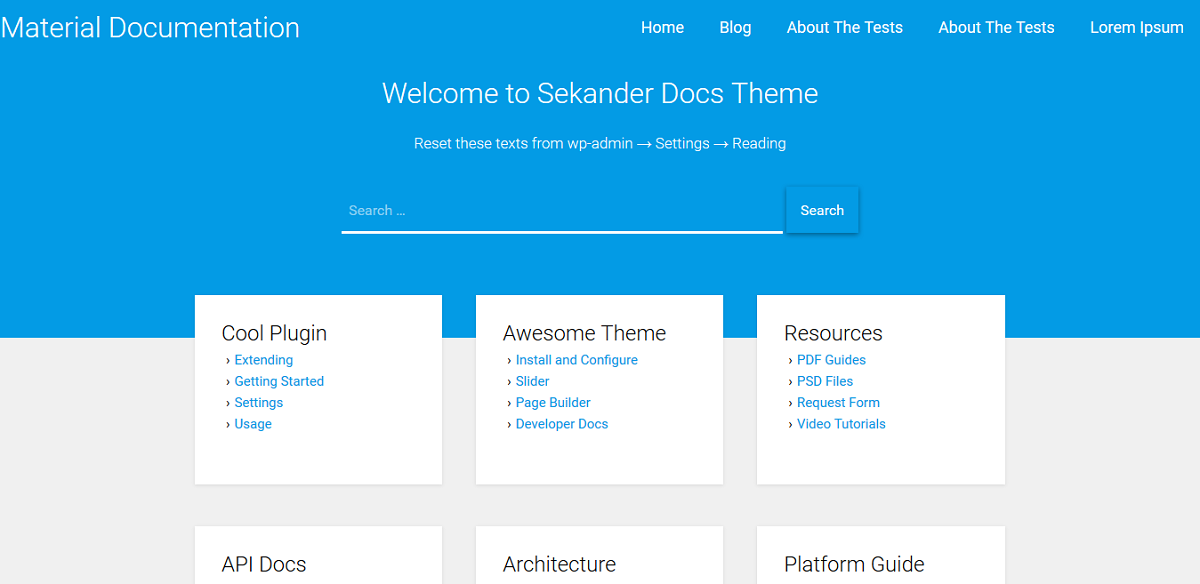 Material Documentation
Home Blog About The Tests About The Tests Lorem Ipsum
Welcome to Sekander Docs Theme
Reset these texts from wp-admin → Settings → Reading
Search ...
Search
Cool Plugin
› Extending
› Getting Started
› Settings
› Usage
Awesome Theme
› Install and Configure
› Slider
› Page Builder
› Developer Docs
Resources
› PDF Guides
› PSD Files
› Request Form
› Video Tutorials
API Docs
Architecture
Platform Guide